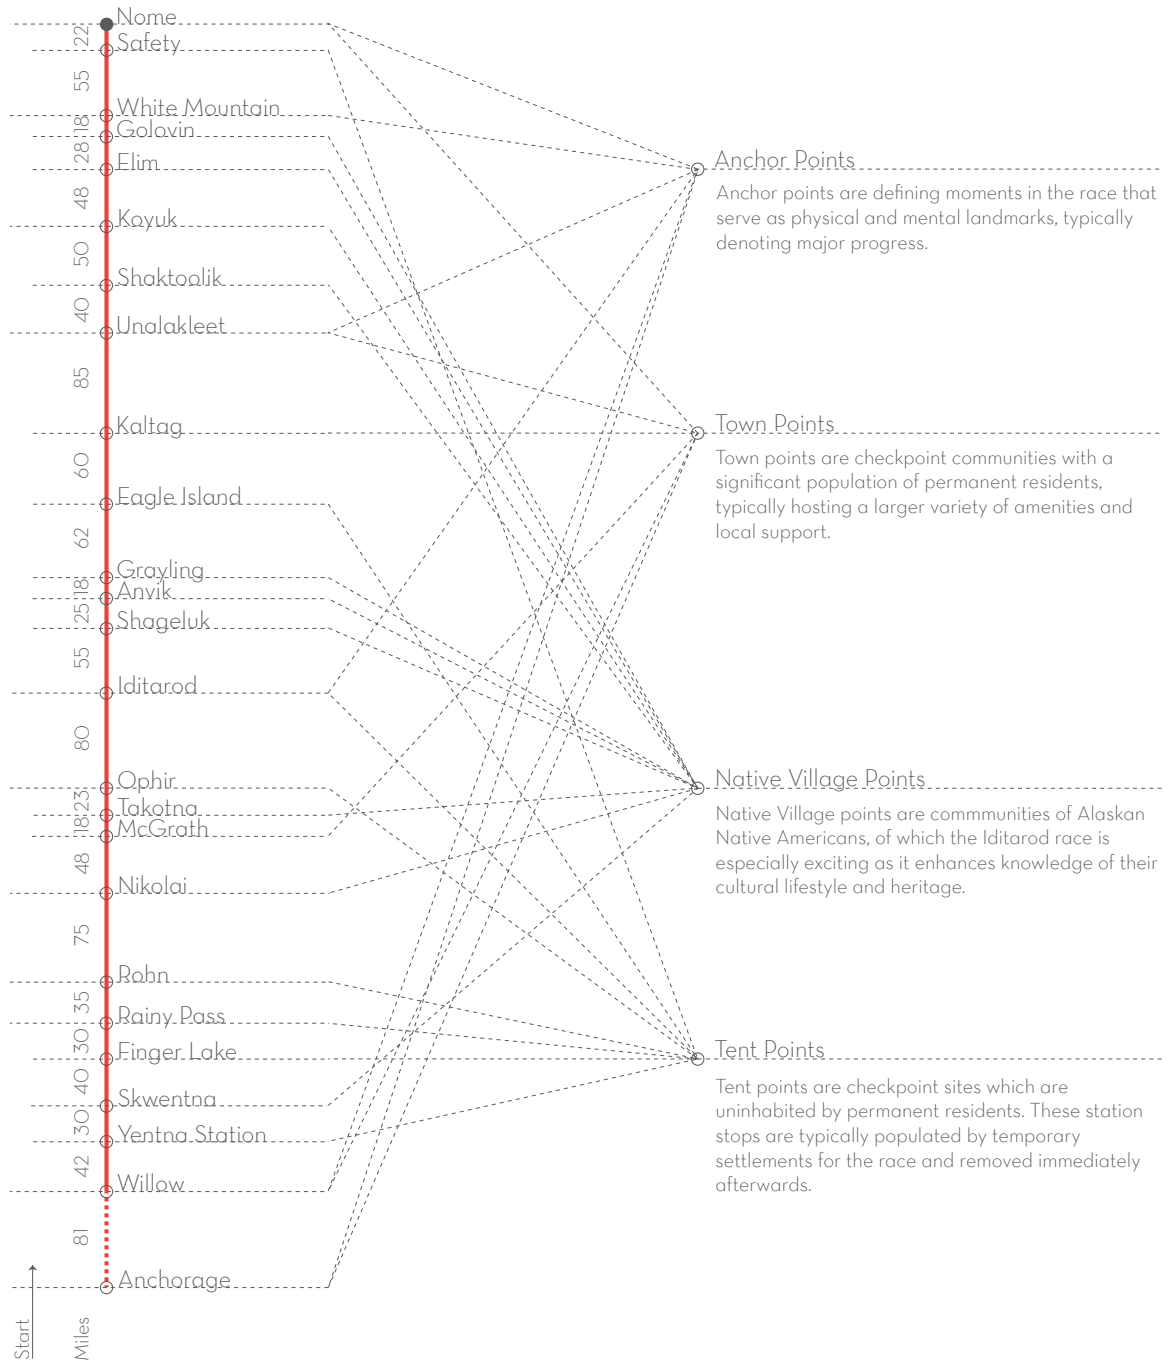 Nome
22
Safety
55
White Mountain
18
Golovin
28
Elim
48
Koyuk
50
Shaktoolik
40
Unalakleet
85
Kaltag
60
Eagle Island
62
Grayling
18
Anvik
25
Shageluk
55
Iditarod
80
Ophir
23
Takotna
18
McGrath
48
Nikolai
75
Rohn
35
Rainy Pass
30
Finger Lake
40
Skwentna
30
Yentna Station
42
Willow
81
Anchorage
Start
Miles
Anchor Points
Anchor points are defining moments in the race that
serve as physical and mental landmarks, typically
denoting major progress.
Town Points
Town points are checkpoint communities with a
significant population of permanent residents,
typically hosting a larger variety of amenities and
local support.
Native Village Points
Native Village points are commmunities of Alaskan
Native Americans, of which the Iditarod race is
especially exciting as it enhances knowledge of their
cultural lifestyle and heritage.
Tent Points
Tent points are checkpoint sites which are
uninhabited by permanent residents. These station
stops are typically populated by temporary
settlements for the race and removed immediately
afterwards.